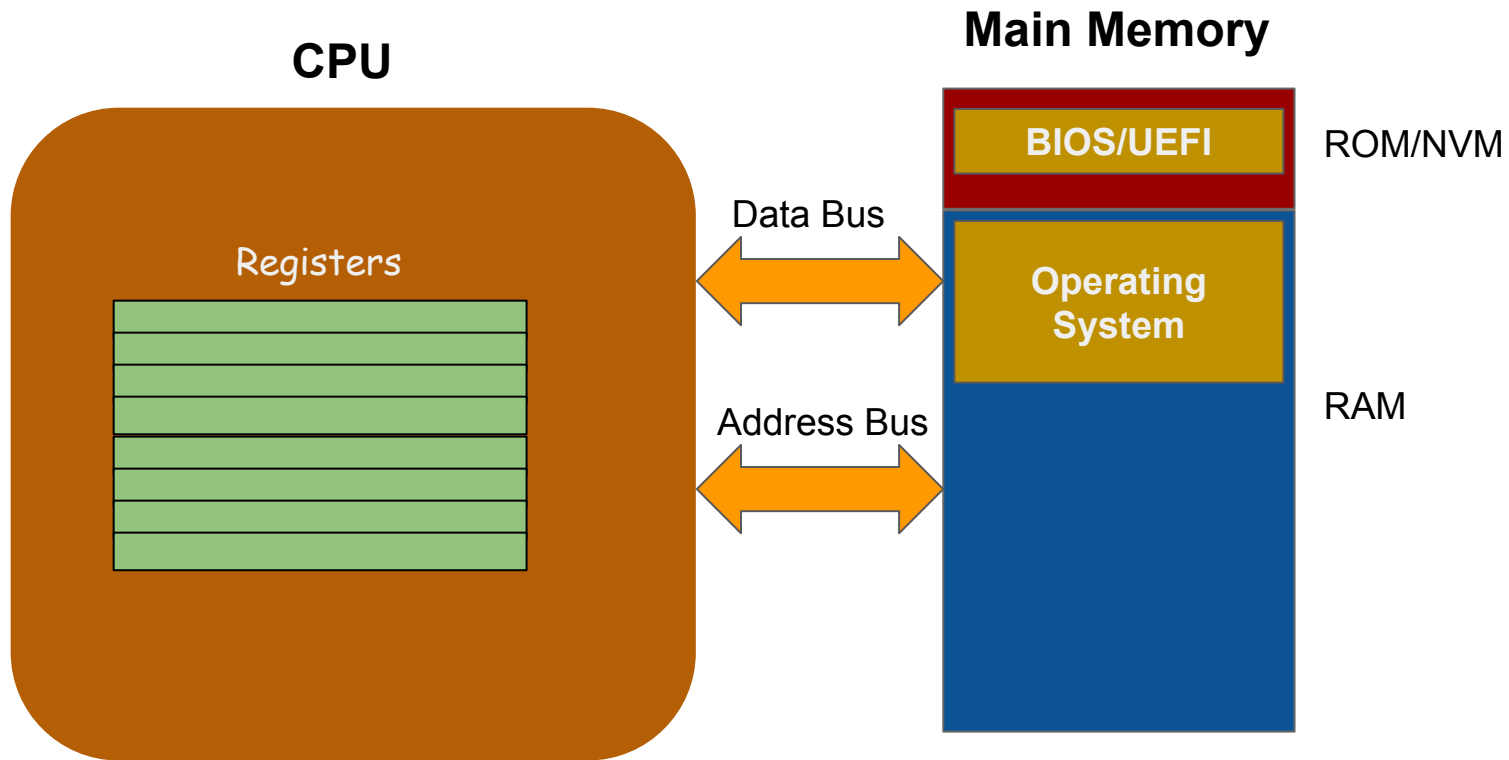 CPU
Main Memory
BIOS/UEFI
ROM/NVM
Data Bus
Registers
Operating
System
Address Bus
RAM